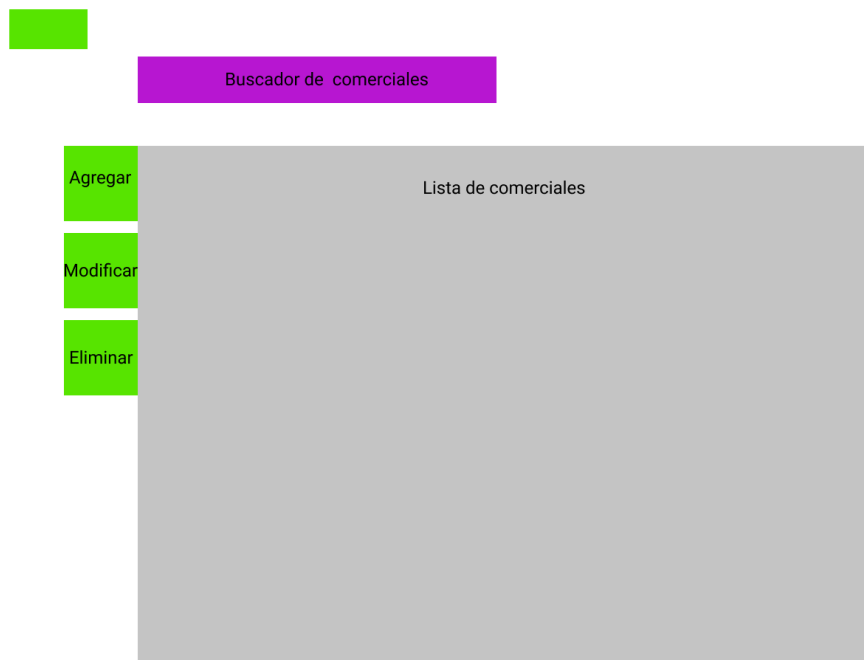 Buscador de comerciales
Agregar
Lista de comerciales
Modificar
Eliminar